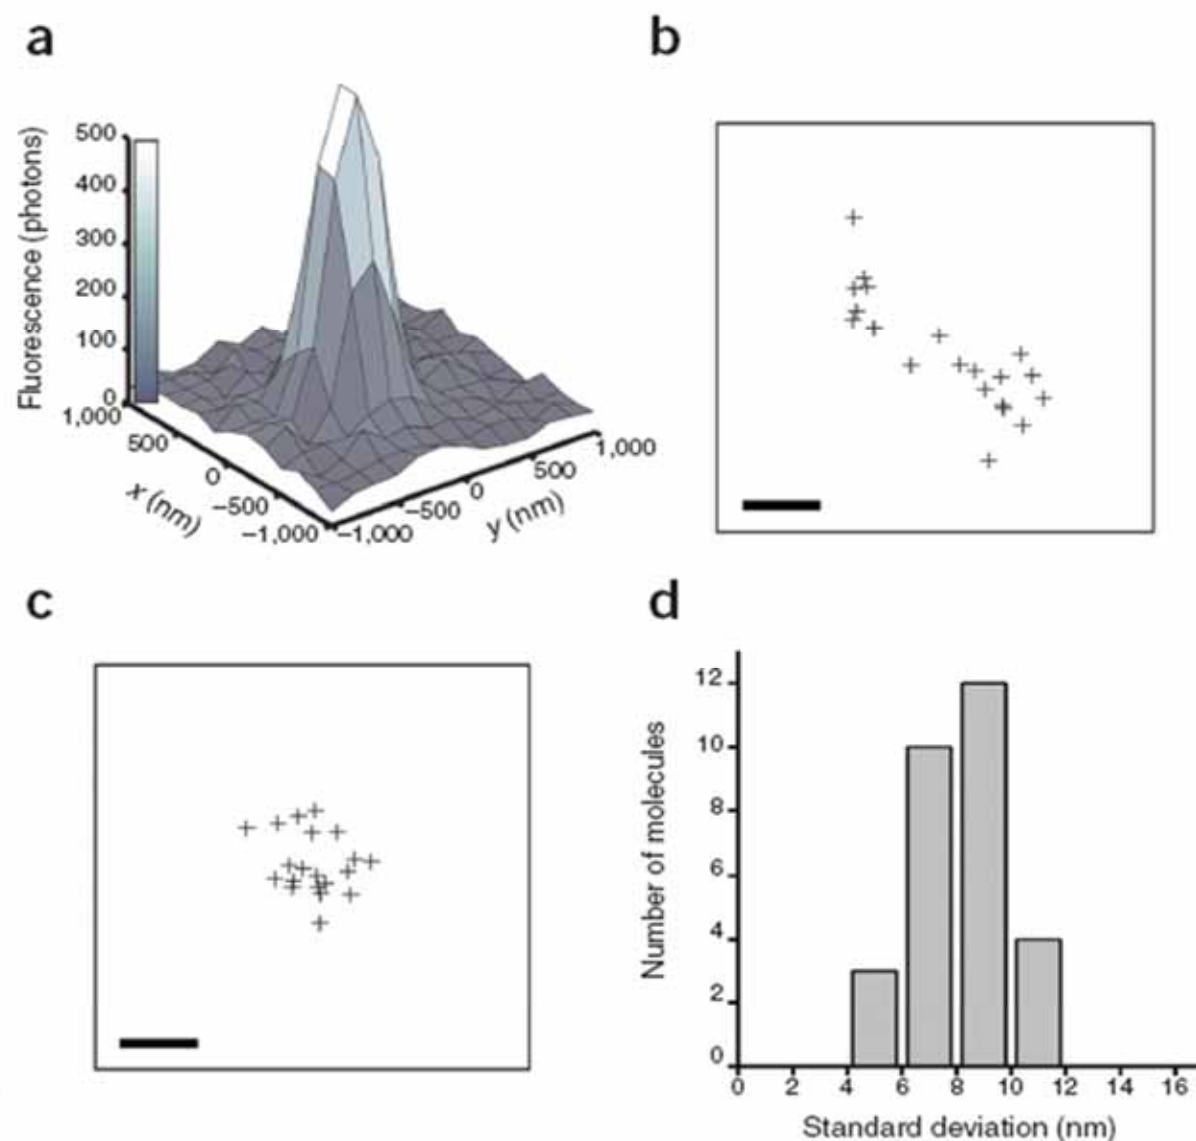 a
Fluorescence (photons)
500
400
300
200
100
0
1,000
500
0
−500
−1,000
x (nm)
−1,000
−500
0
500
1,000
y (nm)
b
c
d
Number of molecules
12
10
8
6
4
2
0
0 2 4 6 8 10 12 14 16
Standard deviation (nm)